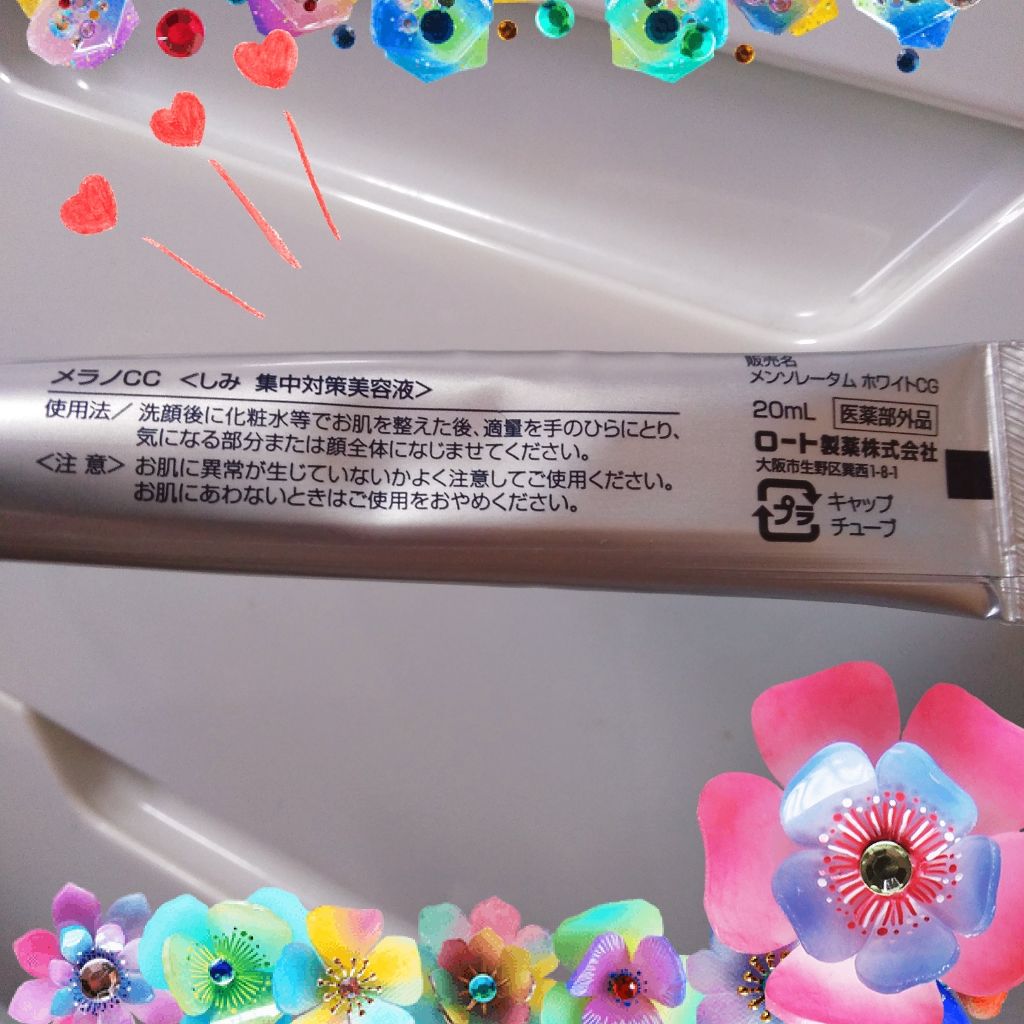 メラノCC <しみ 集中対策美容液>
使用法/洗顔後に化粧水等でお肌を整えた後、適量を手のひらにとり、
気になる部分または顔全体になじませてください。
<注 意>お肌に異常が生じていないかよく注意してご使用ください。
お肌にあわないときはご使用をおやめください。
販売名
メンソレータム ホワイトCG
20mL 医薬部外品
ロート製薬株式会社
大阪市生野区巽西1-8-1
プラ
キャップ
チューブ